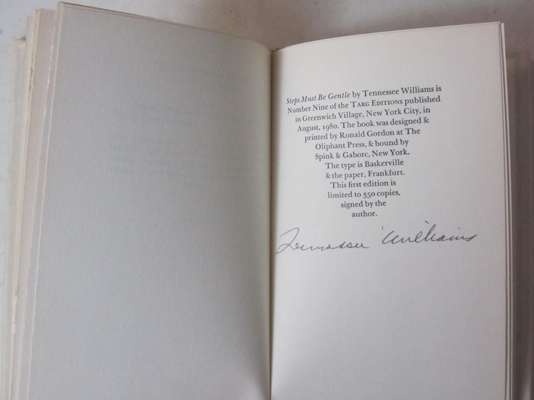 Steps Must Be Gentle by Tennessee Williams is
Number Nine of the TARG EDITIONS published
in Greenwich Village, New York City, in
August, 1980. The book was designed &
printed by Ronald Gordon at The
Oliphant Press, & bound by
Spink & Gaborc, New York.
The type is Baskerville
& the paper, Frankfurt.
This first edition is
limited to 350 copies,
signed by the
author.
Tennessee Williams